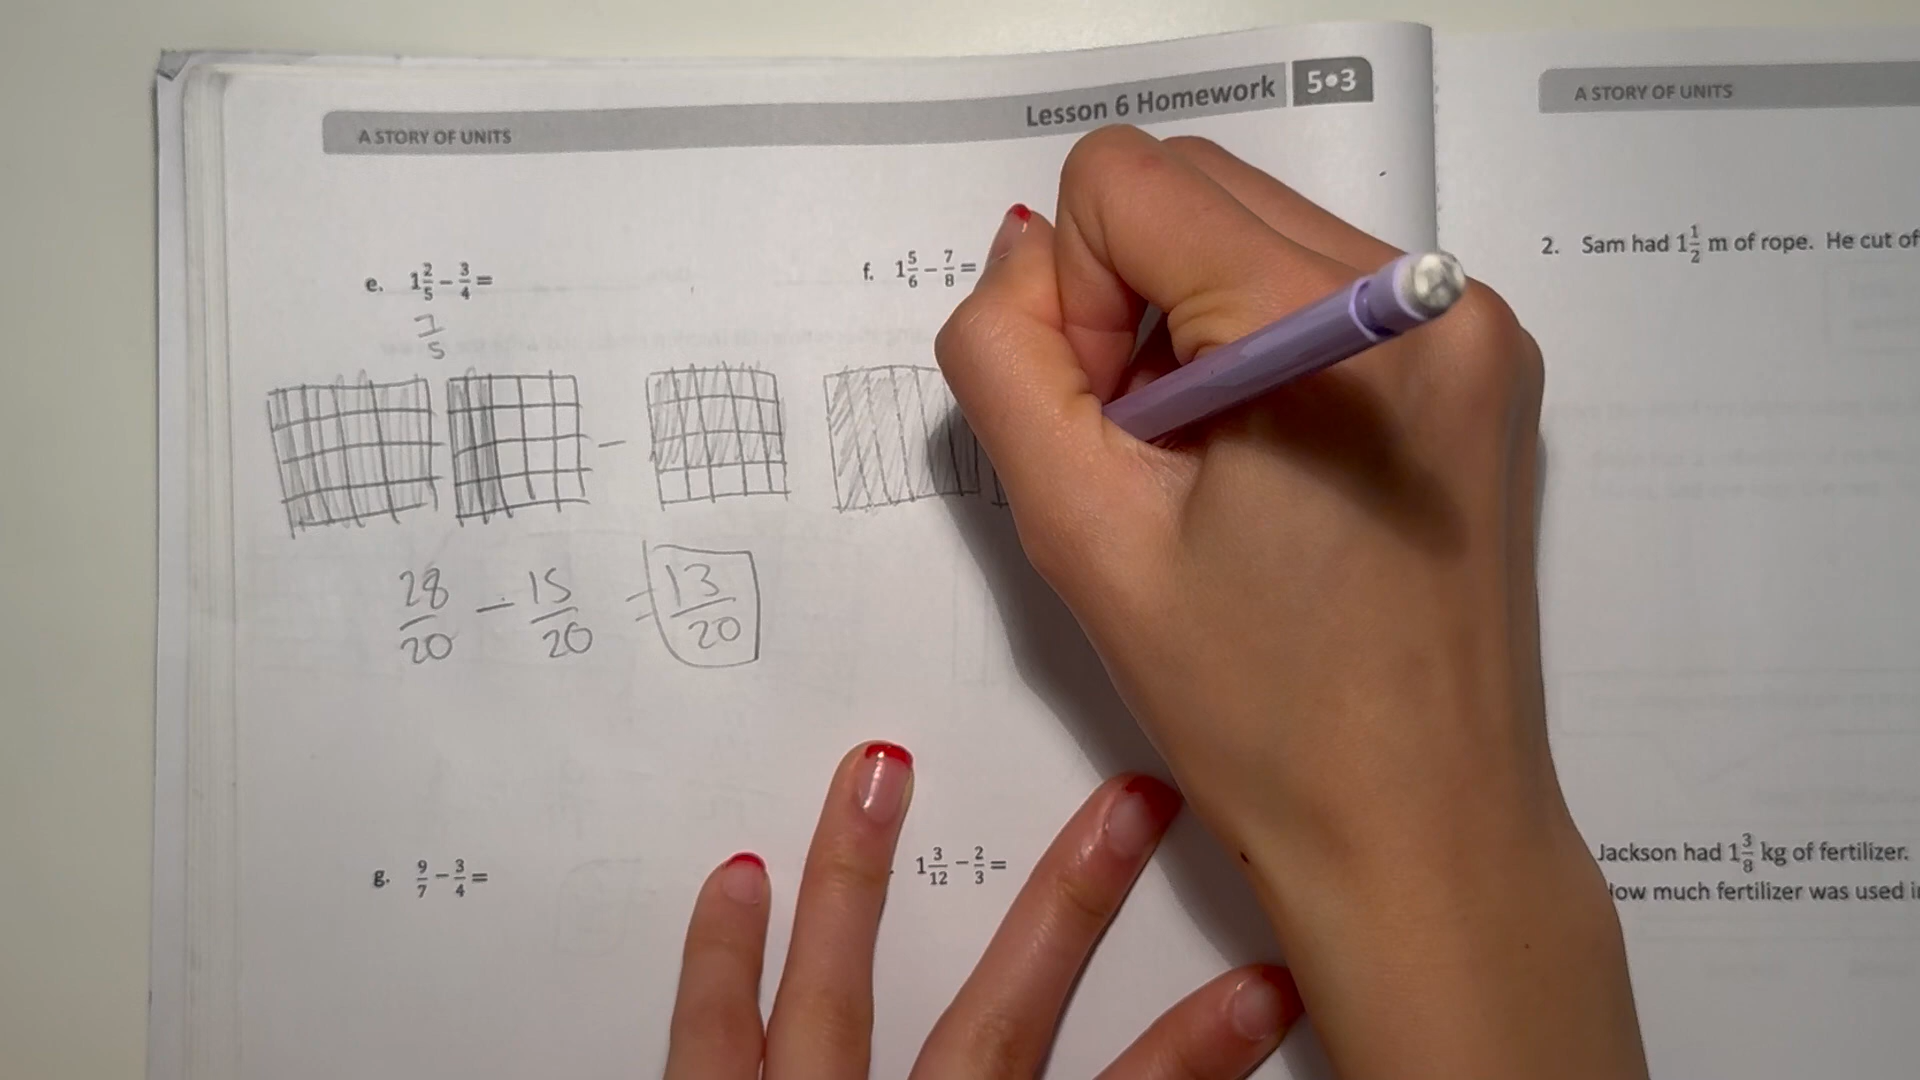 A STORY OF UNITS
Lesson 6 Homework 5•3
A STORY OF UNITS
e. 1 2/5 − 3/4 =
7/5
28/20 − 15/20 = 13/20
f. 1 5/6 − 7/8 =
g. 9/7 − 3/4 =
1 3/12 − 2/3 =
2. Sam had 1 1/2 m of rope. He cut of
Jackson had 1 3/8 kg of fertilizer.
much fertilizer was used